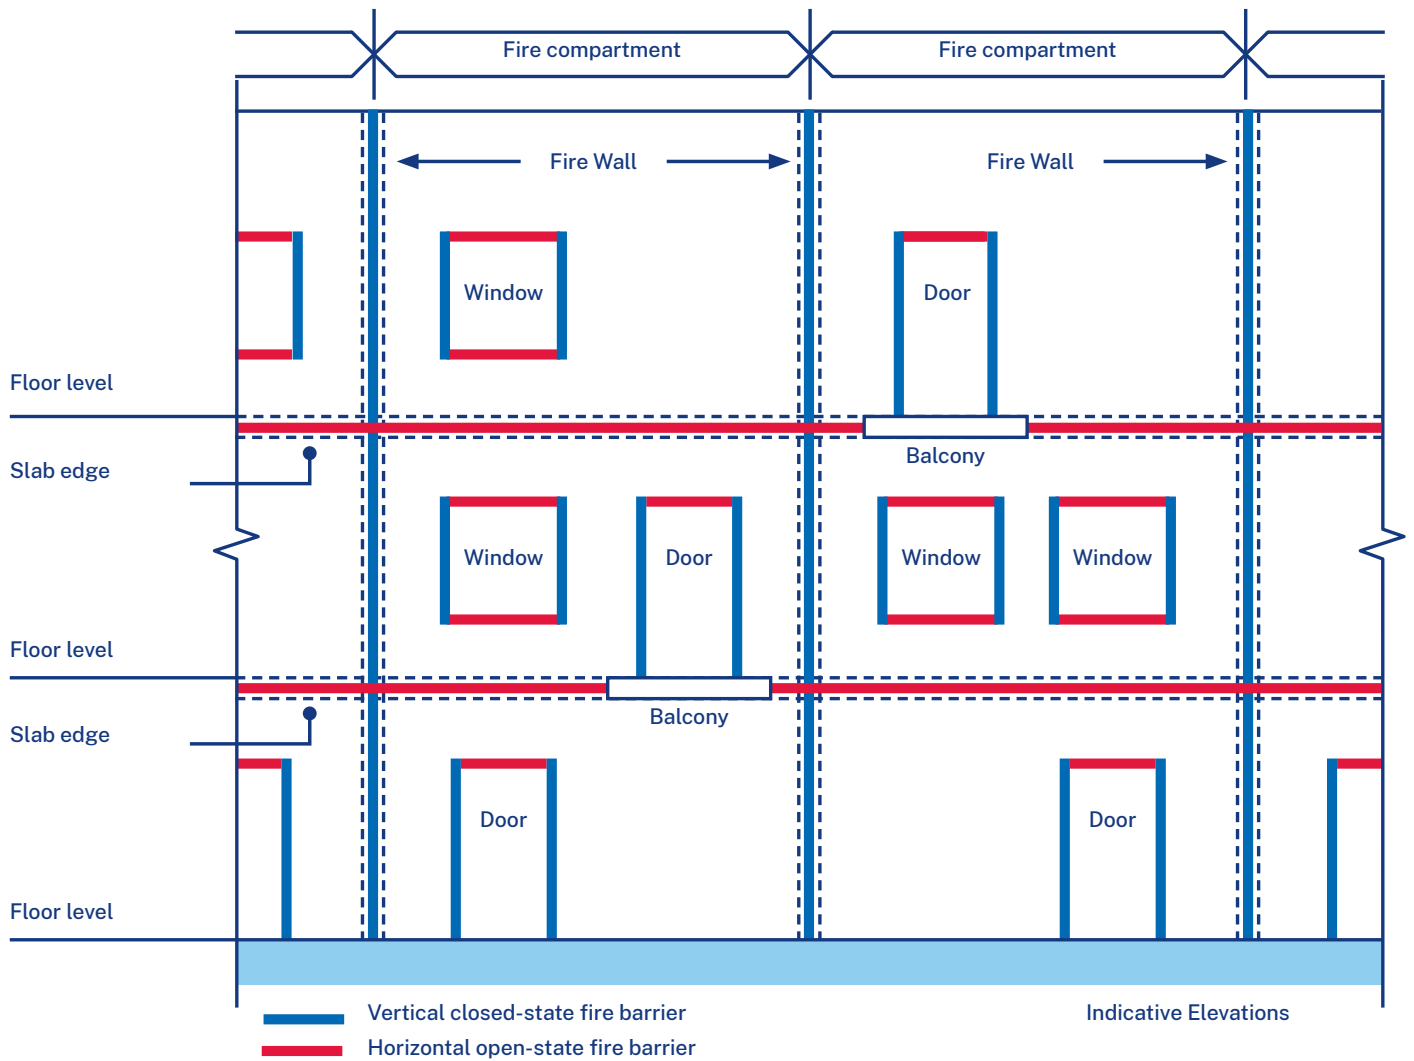 Fire compartment
Fire compartment
Fire Wall
Fire Wall
Window
Door
Floor level
Balcony
Slab edge
Window
Door
Window
Window
Floor level
Balcony
Slab edge
Door
Door
Floor level
Vertical closed-state fire barrier
Indicative Elevations
Horizontal open-state fire barrier